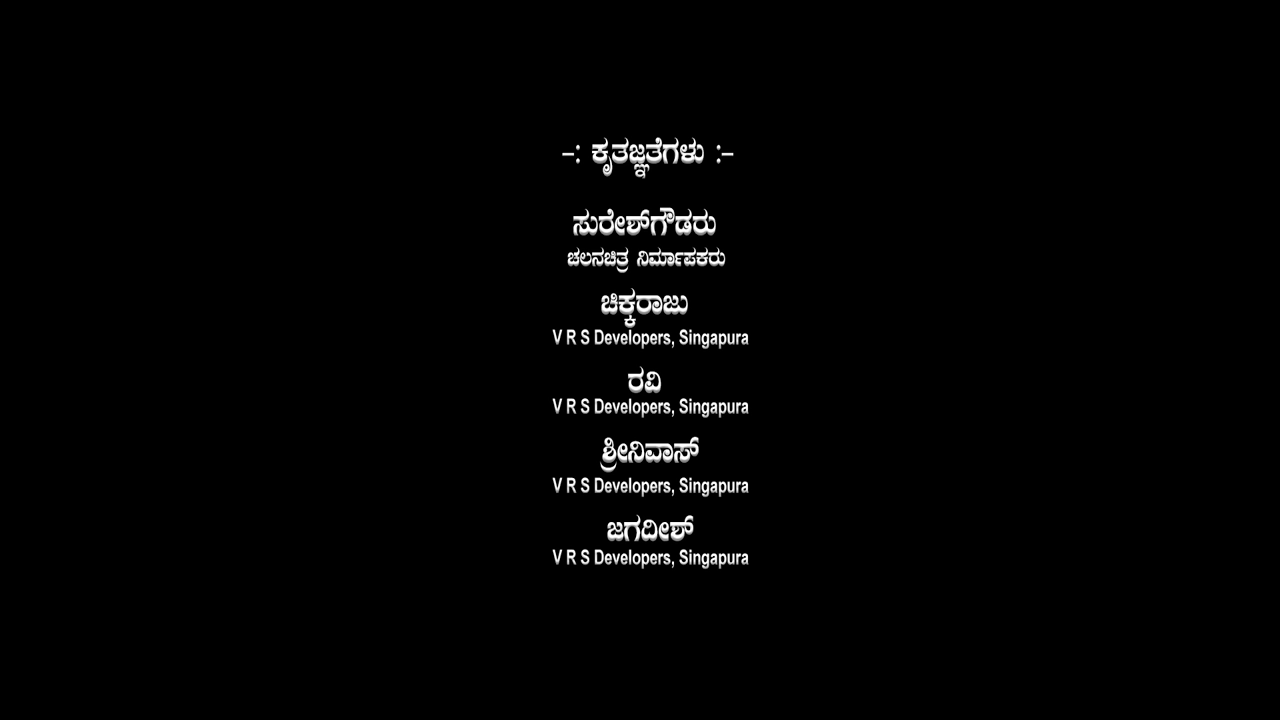 –: ಕೃತಜ್ಞತೆಗಳು :–
ಸುರೇಶ್‌ಗೌಡರು
ಚಲನಚಿತ್ರ ನಿರ್ಮಾಪಕರು
ಚಿಕ್ಕರಾಜು
V R S Developers, Singapura
ರವಿ
V R S Developers, Singapura
ಶ್ರೀನಿವಾಸ್
V R S Developers, Singapura
ಜಗದೀಶ್
V R S Developers, Singapura